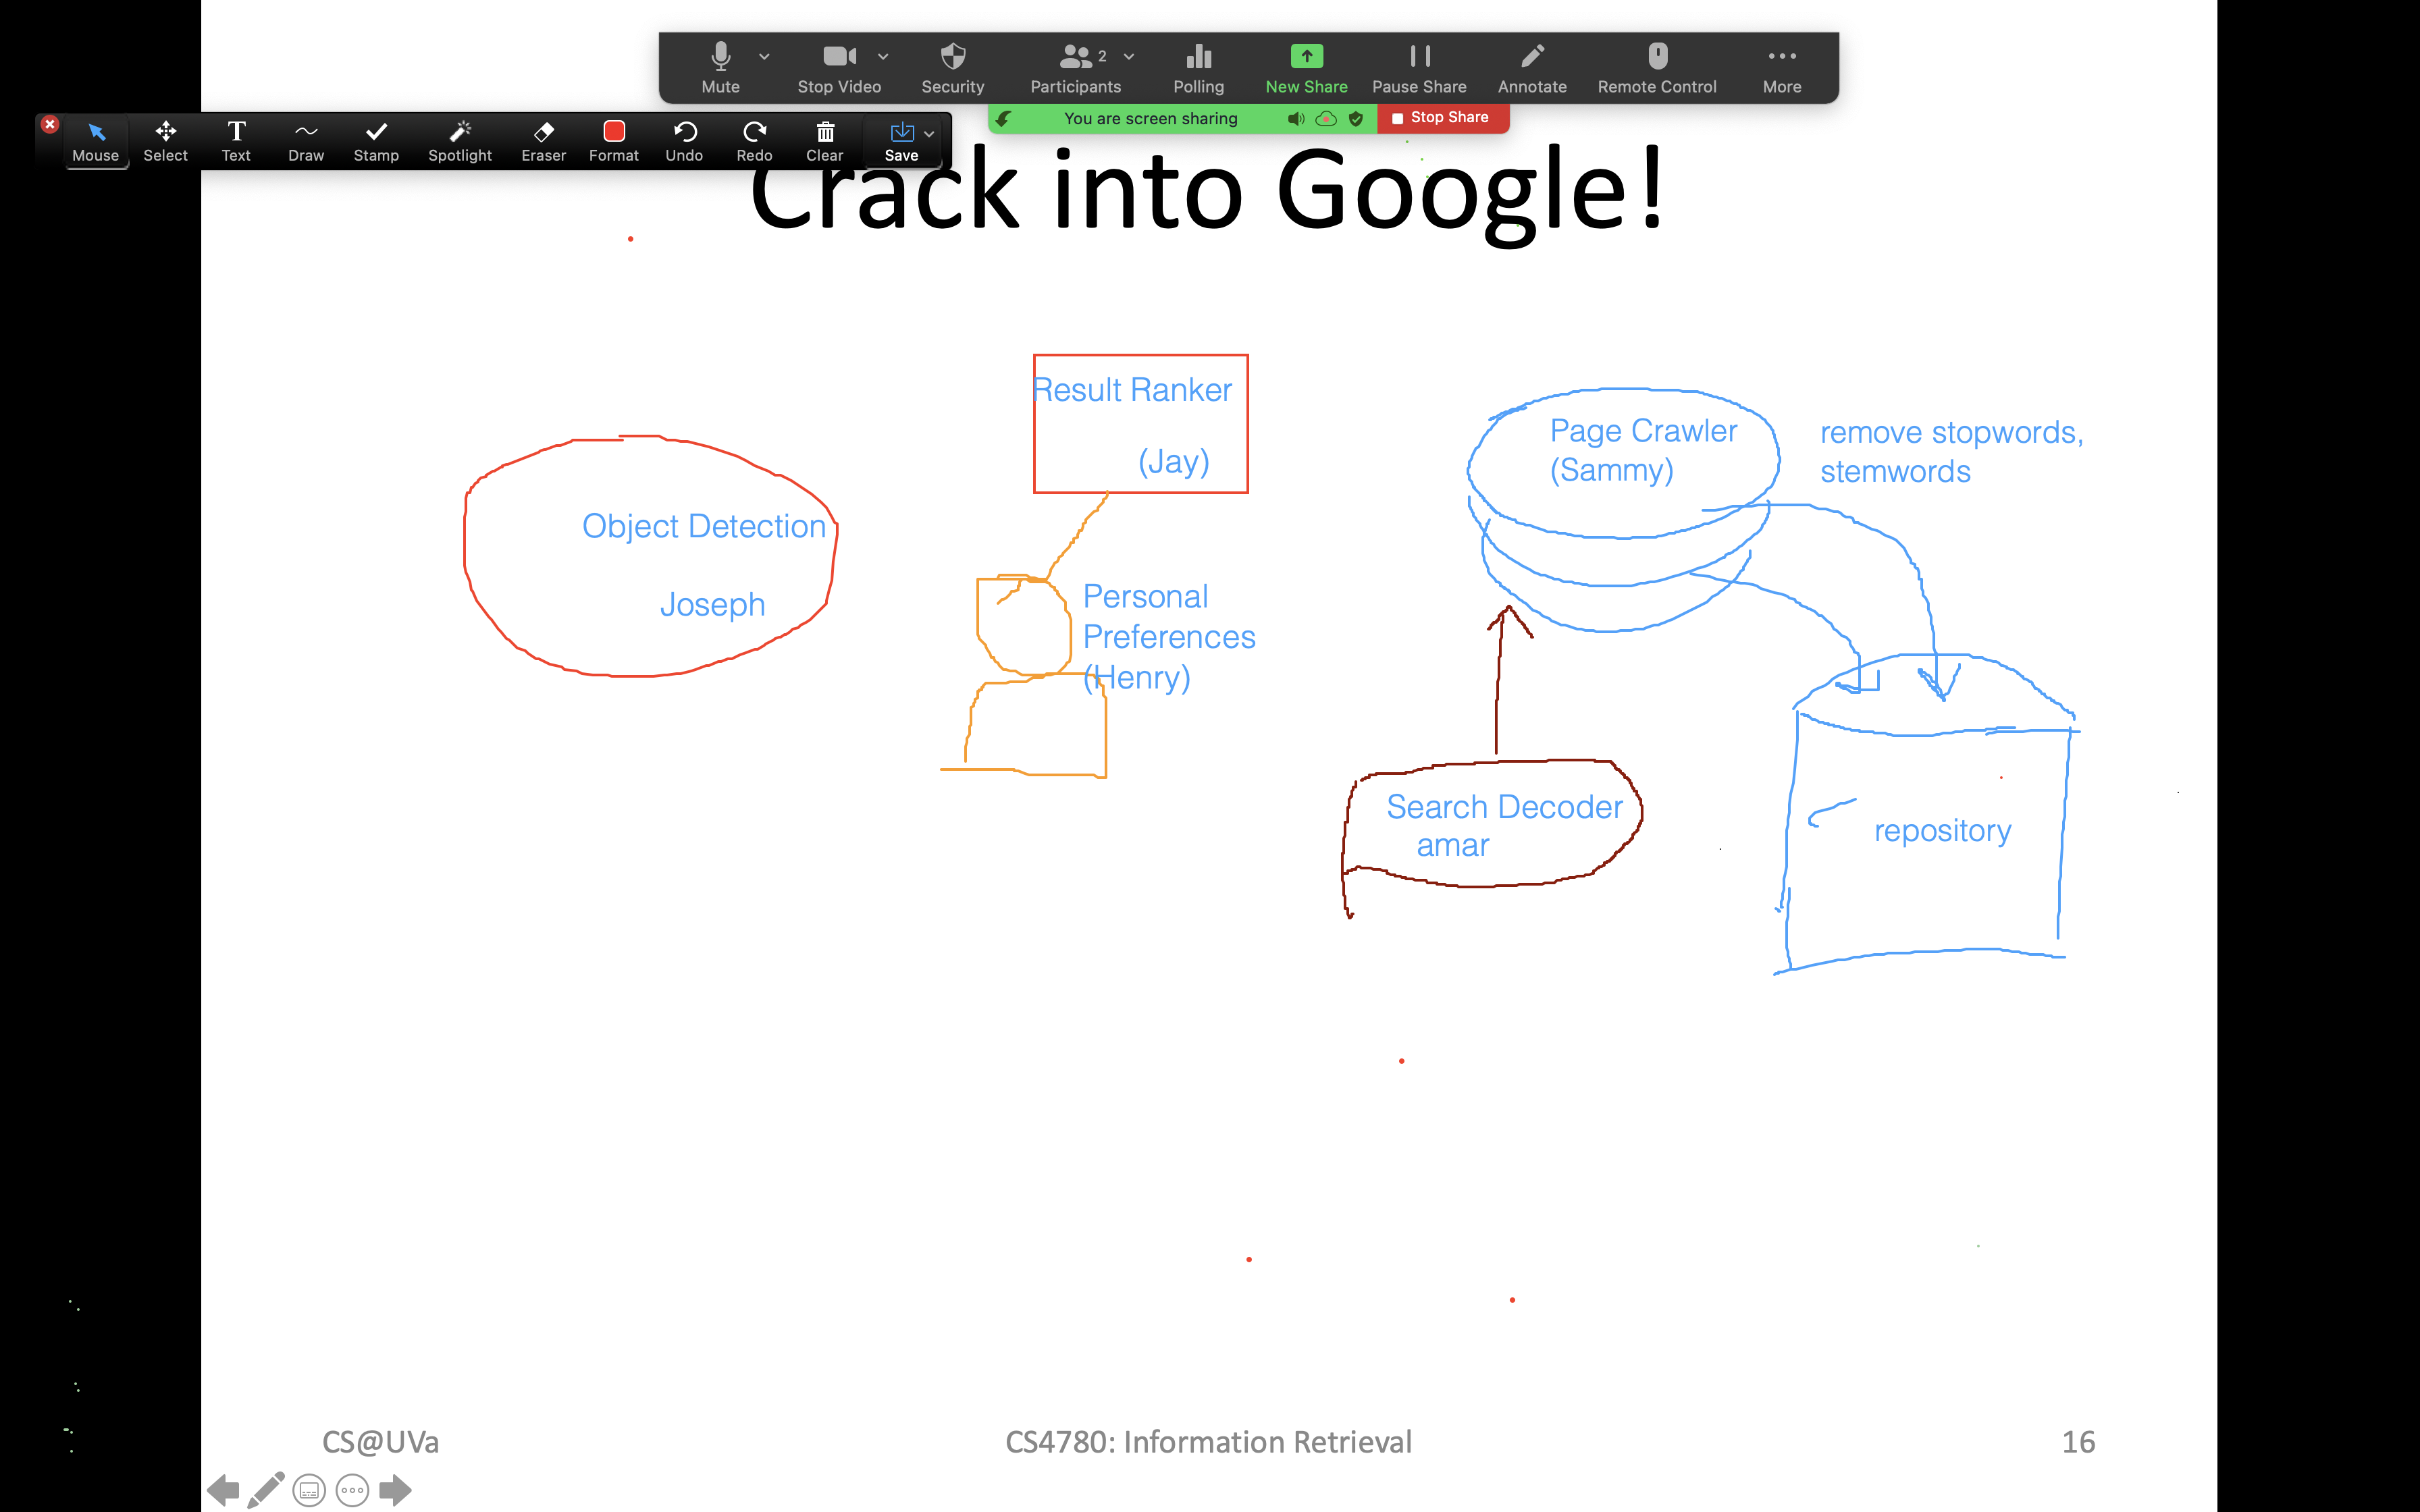 Mute
Stop Video
Security
Participants 2
Polling
New Share
Pause Share
Annotate
Remote Control
More
You are screen sharing
Stop Share
Mouse
Select
Text
Draw
Stamp
Spotlight
Eraser
Format
Undo
Redo
Clear
Save
Crack into Google!
Object Detection
Joseph
Result Ranker
(Jay)
Personal
Preferences
(Henry)
Page Crawler
(Sammy)
remove stopwords,
stemwords
Search Decoder
amar
repository
CS@UVa
CS4780: Information Retrieval
16